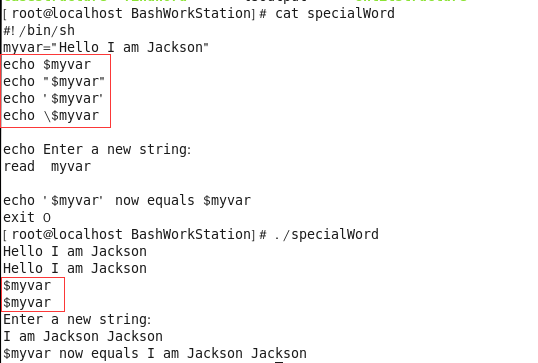 [root@localhost BashWorkStation]# cat specialWord
#!/bin/sh
myvar="Hello I am Jackson"
echo $myvar
echo "$myvar"
echo '$myvar'
echo \$myvar
echo Enter a new string:
read  myvar
echo '$myvar' now equals $myvar
exit 0
[root@localhost BashWorkStation]# ./specialWord
Hello I am Jackson
Hello I am Jackson
$myvar
$myvar
Enter a new string:
I am Jackson Jackson
$myvar now equals I am Jackson Jackson